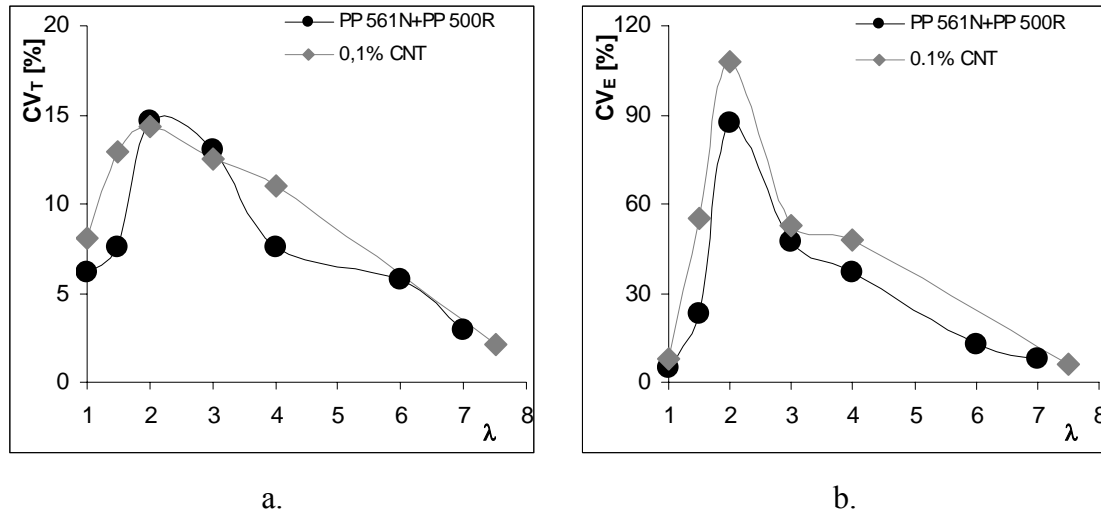 CV_T [%]
20
15
10
5
0
1 2 3 4 5 6 7 8
λ
PP 561N+PP 500R
0,1% CNT
a.
CV_E [%]
120
90
60
30
0
1 2 3 4 5 6 7 8
λ
PP 561N+PP 500R
0.1% CNT
b.